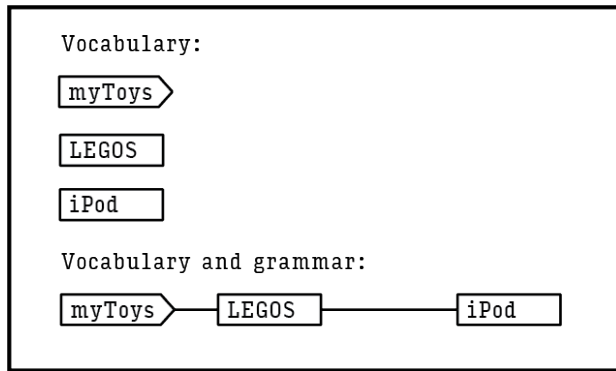 Vocabulary:
myToys
LEGOS
iPod
Vocabulary and grammar:
myToys LEGOS iPod